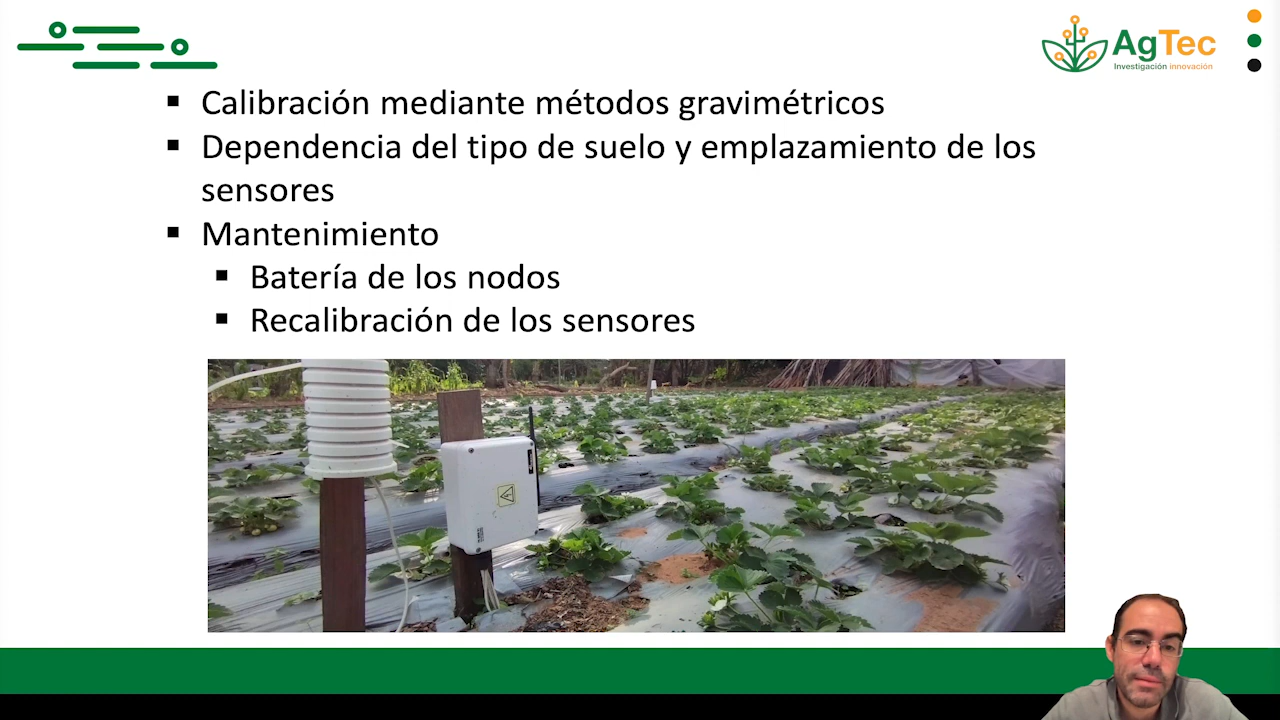 AgTec
Investigación innovación
Calibración mediante métodos gravimétricos
Dependencia del tipo de suelo y emplazamiento de los
sensores
Mantenimiento
Batería de los nodos
Recalibración de los sensores